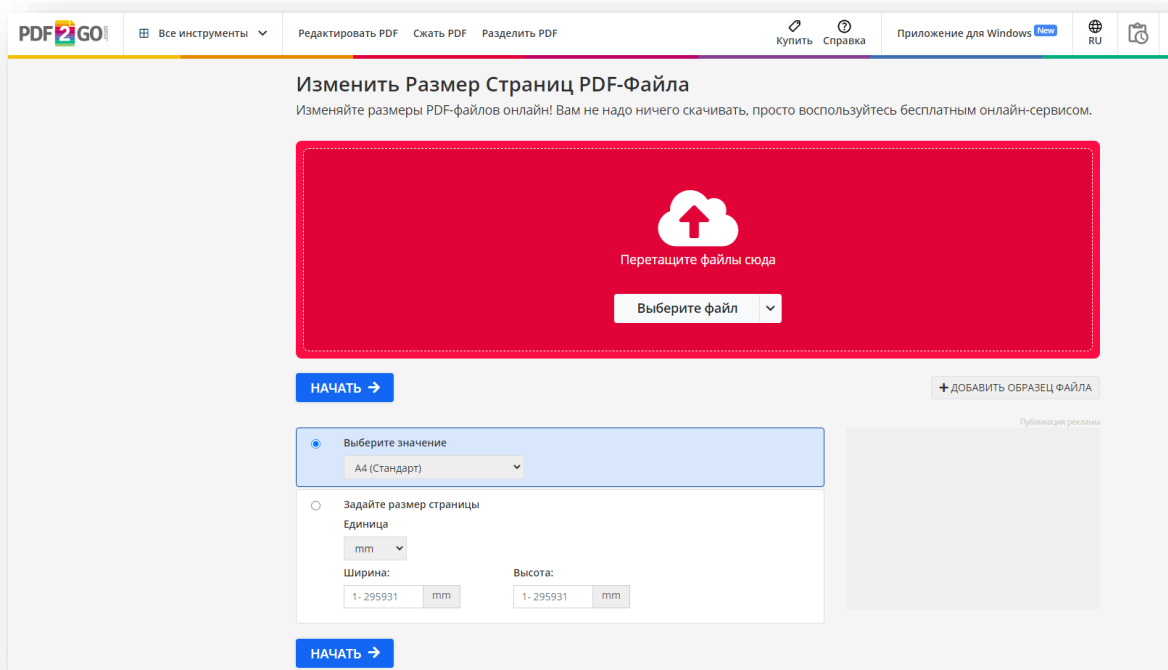 PDF2GO.com
Все инструменты
Редактировать PDF Сжать PDF Разделить PDF
Купить Справка
Приложение для Windows New
RU
Изменить Размер Страниц PDF-Файла
Изменяйте размеры PDF-файлов онлайн! Вам не надо ничего скачивать, просто воспользуйтесь бесплатным онлайн-сервисом.
Перетащите файлы сюда
Выберите файл
НАЧАТЬ →
+ ДОБАВИТЬ ОБРАЗЕЦ ФАЙЛА
Публикация рекламы
Выберите значение
A4 (Стандарт)
Задайте размер страницы
Единица
mm
Ширина: Высота:
1- 295931 mm 1- 295931 mm
НАЧАТЬ →